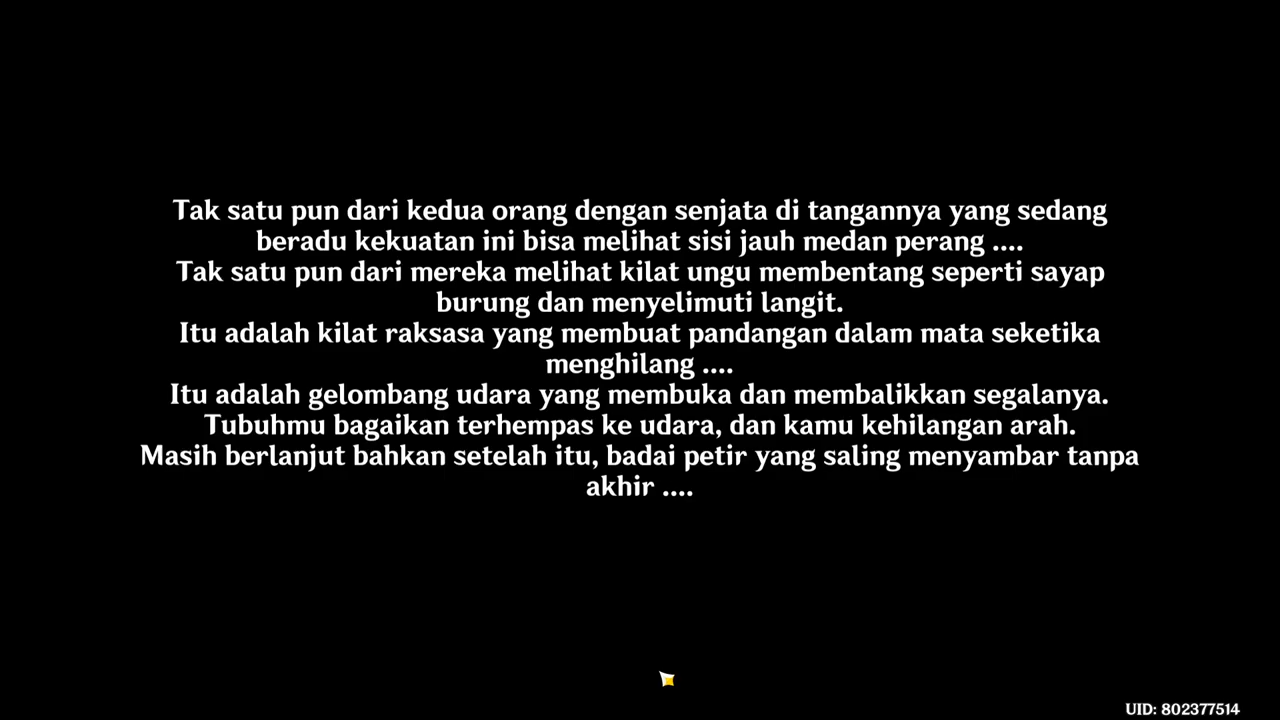 Tak satu pun dari kedua orang dengan senjata di tangannya yang sedang
beradu kekuatan ini bisa melihat sisi jauh medan perang ....
Tak satu pun dari mereka melihat kilat ungu membentang seperti sayap
burung dan menyelimuti langit.
Itu adalah kilat raksasa yang membuat pandangan dalam mata seketika
menghilang ....
Itu adalah gelombang udara yang membuka dan membalikkan segalanya.
Tubuhmu bagaikan terhempas ke udara, dan kamu kehilangan arah.
Masih berlanjut bahkan setelah itu, badai petir yang saling menyambar tanpa
akhir ....
UID: 802377514